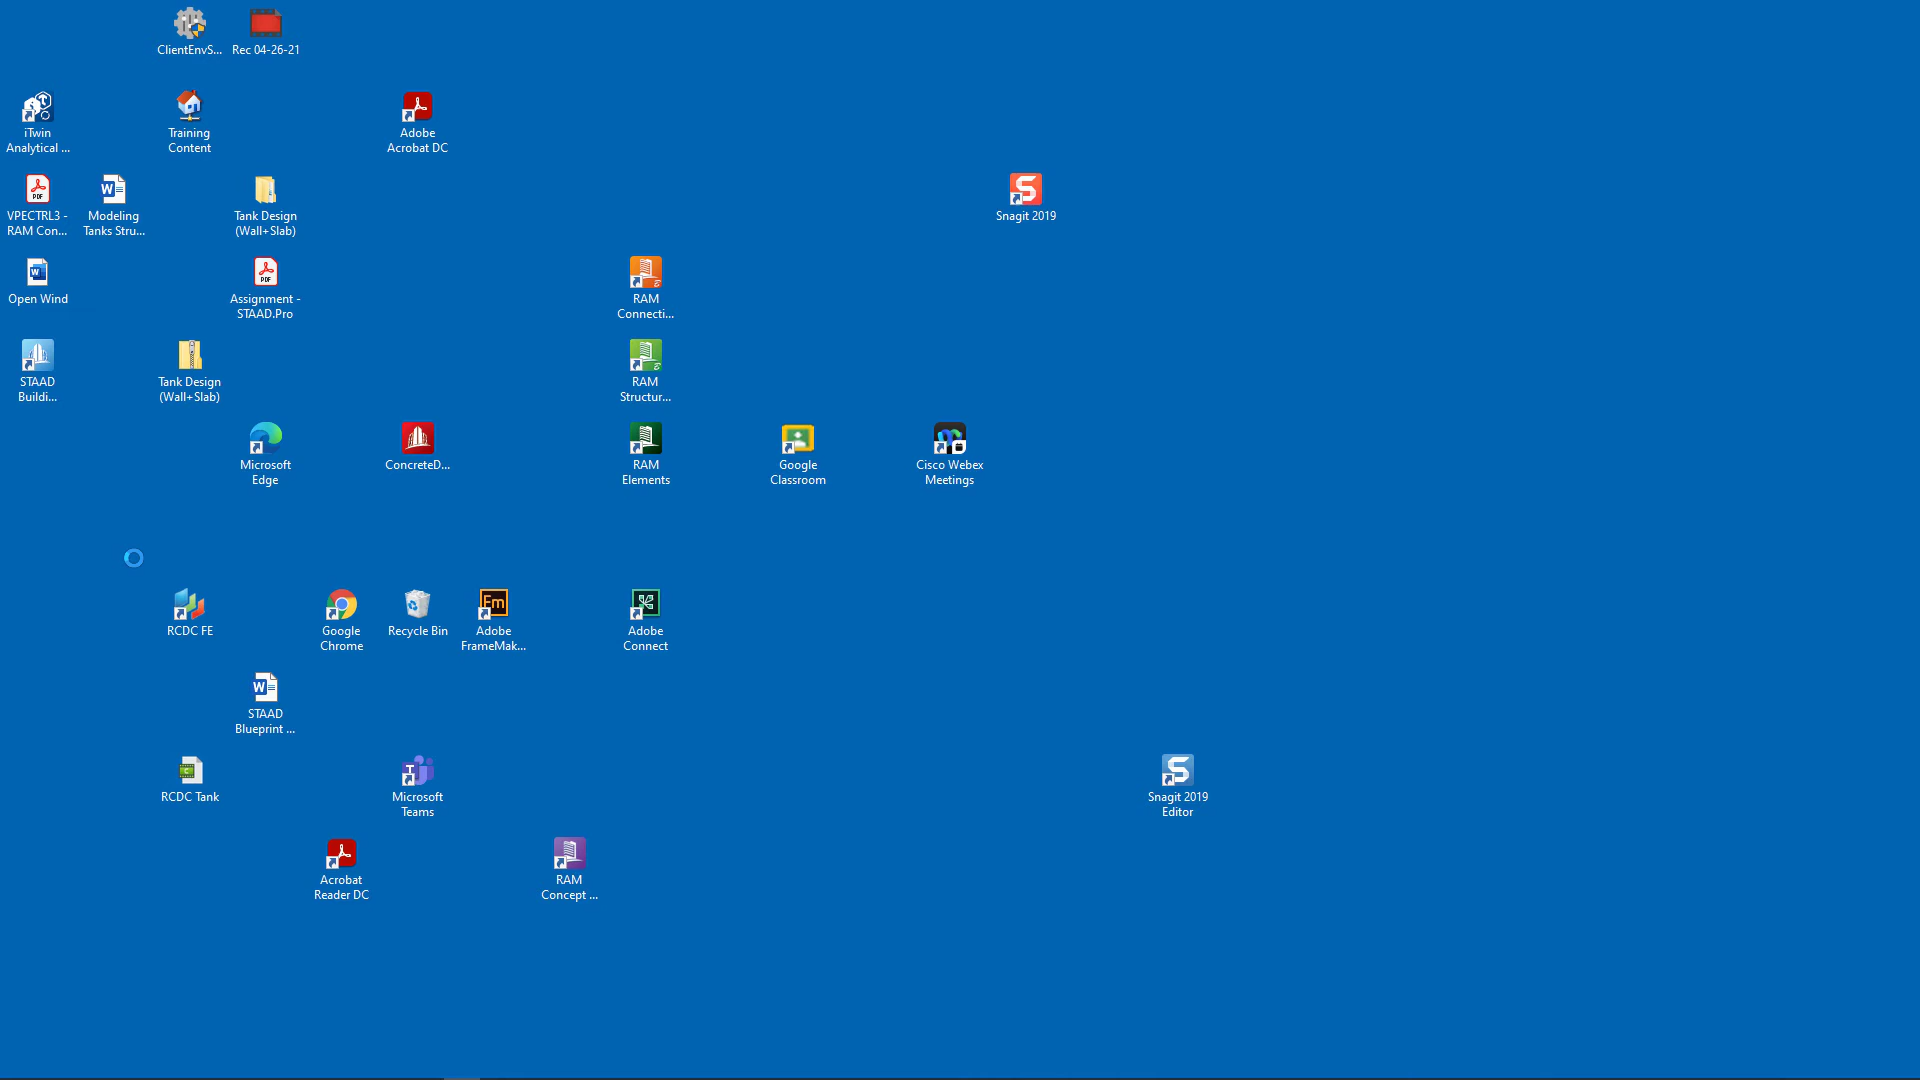 ClientEnvS...
Rec 04-26-21
iTwin
Analytical ...
Training
Content
Adobe
Acrobat DC
VPECTRL3 -
RAM Con...
Modeling
Tanks Stru...
Tank Design
(Wall+Slab)
Snagit 2019
Open Wind
Assignment -
STAAD.Pro
RAM
Connecti...
STAAD
Buildi...
Tank Design
(Wall+Slab)
RAM
Structur...
Microsoft
Edge
ConcreteD...
RAM
Elements
Google
Classroom
Cisco Webex
Meetings
RCDC FE
Google
Chrome
Recycle Bin
Adobe
FrameMak...
Adobe
Connect
STAAD
Blueprint ...
RCDC Tank
Microsoft
Teams
Snagit 2019
Editor
Acrobat
Reader DC
RAM
Concept ...